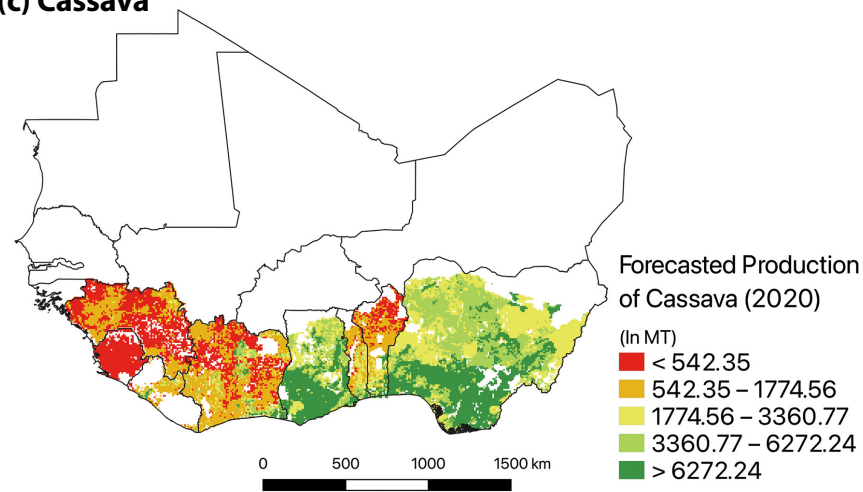 (c) Cassava
Forecasted Production
of Cassava (2020)
(In MT)
< 542.35
542.35 – 1774.56
1774.56 – 3360.77
3360.77 – 6272.24
> 6272.24
0 500 1000 1500 km